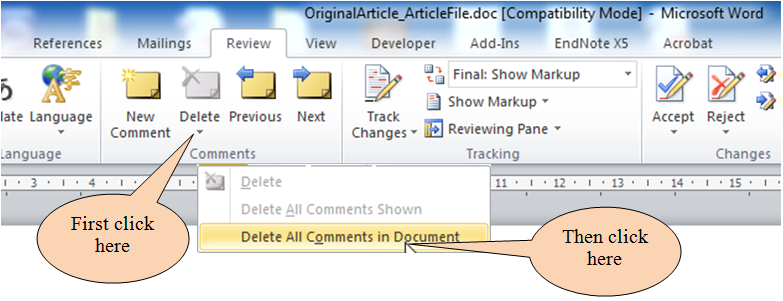 OriginalArticle_ArticleFile.doc [Compatibility Mode] - Microsoft Word
References Mailings Review View Developer Add-Ins EndNote X5 Acrobat
Language
New Comment
Delete
Previous
Next
Comments
Track Changes
Final: Show Markup
Show Markup
Reviewing Pane
Tracking
Accept
Reject
Changes
3 4 11 12 13 14 15
Delete
Delete All Comments Shown
Delete All Comments in Document
First click
here
Then click
here